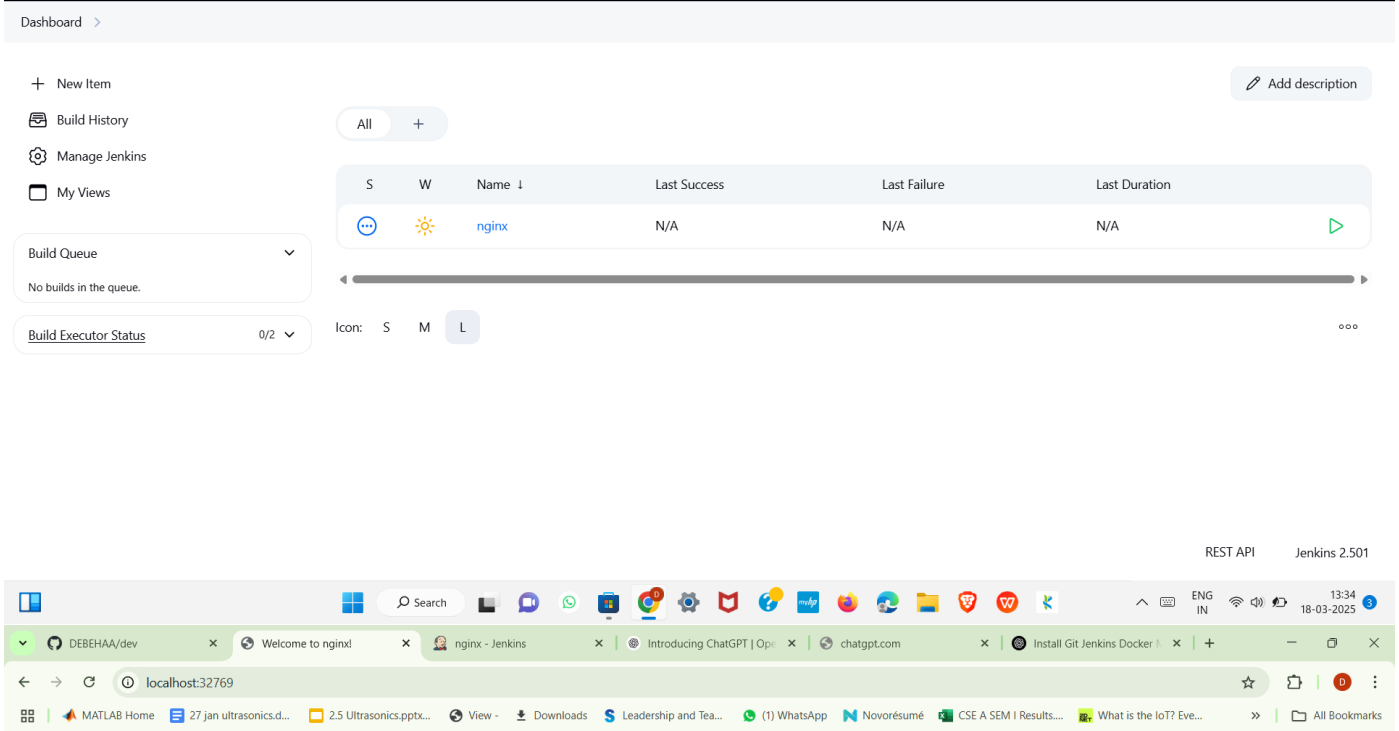 Dashboard
New Item
Add description
Build History
All +
Manage Jenkins
My Views
S W Name ↓ Last Success Last Failure Last Duration
nginx N/A N/A N/A
Build Queue
No builds in the queue.
Build Executor Status 0/2
Icon: S M L
REST API Jenkins 2.501
Search
ENG
IN
13:34
18-03-2025
3
DEBEHAA/dev
Welcome to nginx!
nginx - Jenkins
Introducing ChatGPT | Ope
chatgpt.com
Install Git Jenkins Docker
localhost:32769
D
MATLAB Home 27 jan ultrasonics.d... 2.5 Ultrasonics.pptx... View - Downloads Leadership and Tea... (1) WhatsApp Novorésumé CSE A SEM I Results.... What is the IoT? Eve... » All Bookmarks